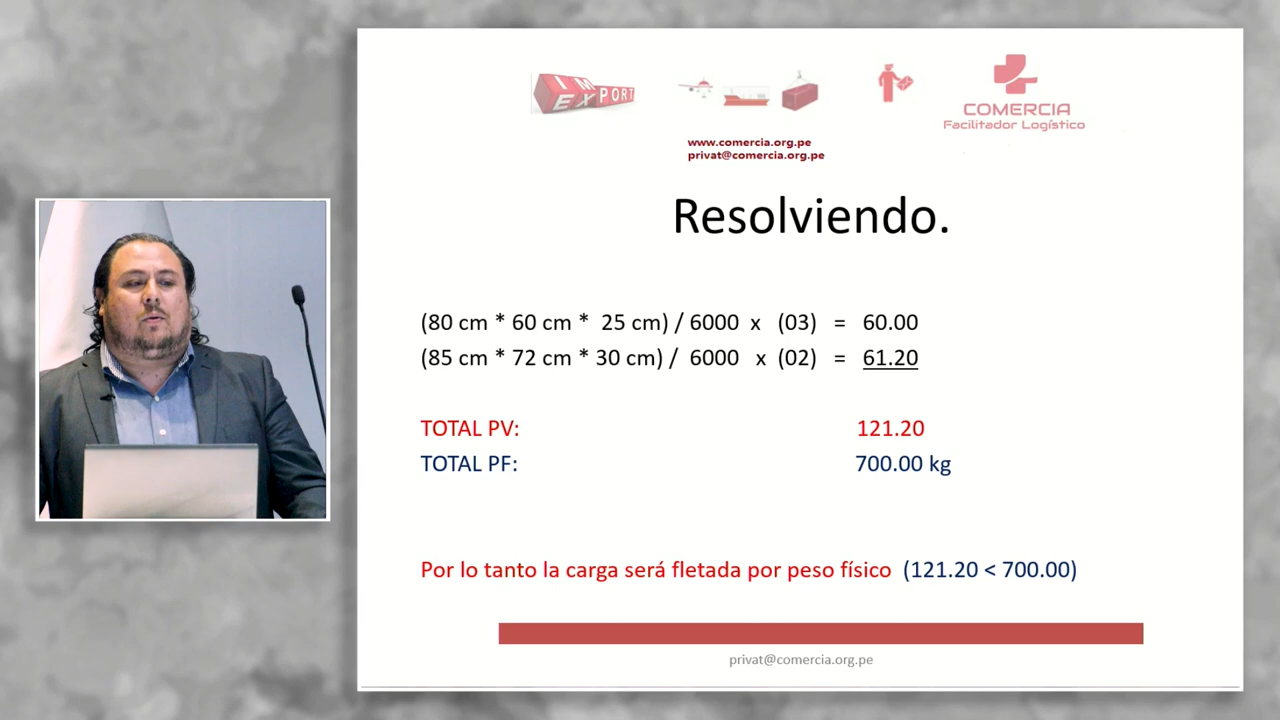 IM
EXPORT
COMERCIA
Facilitador Logístico
www.comercia.org.pe
privat@comercia.org.pe
Resolviendo.
(80 cm * 60 cm * 25 cm) / 6000 x (03) = 60.00
(85 cm * 72 cm * 30 cm) / 6000 x (02) = 61.20
TOTAL PV: 121.20
TOTAL PF: 700.00 kg
Por lo tanto la carga será fletada por peso físico (121.20 < 700.00)
privat@comercia.org.pe